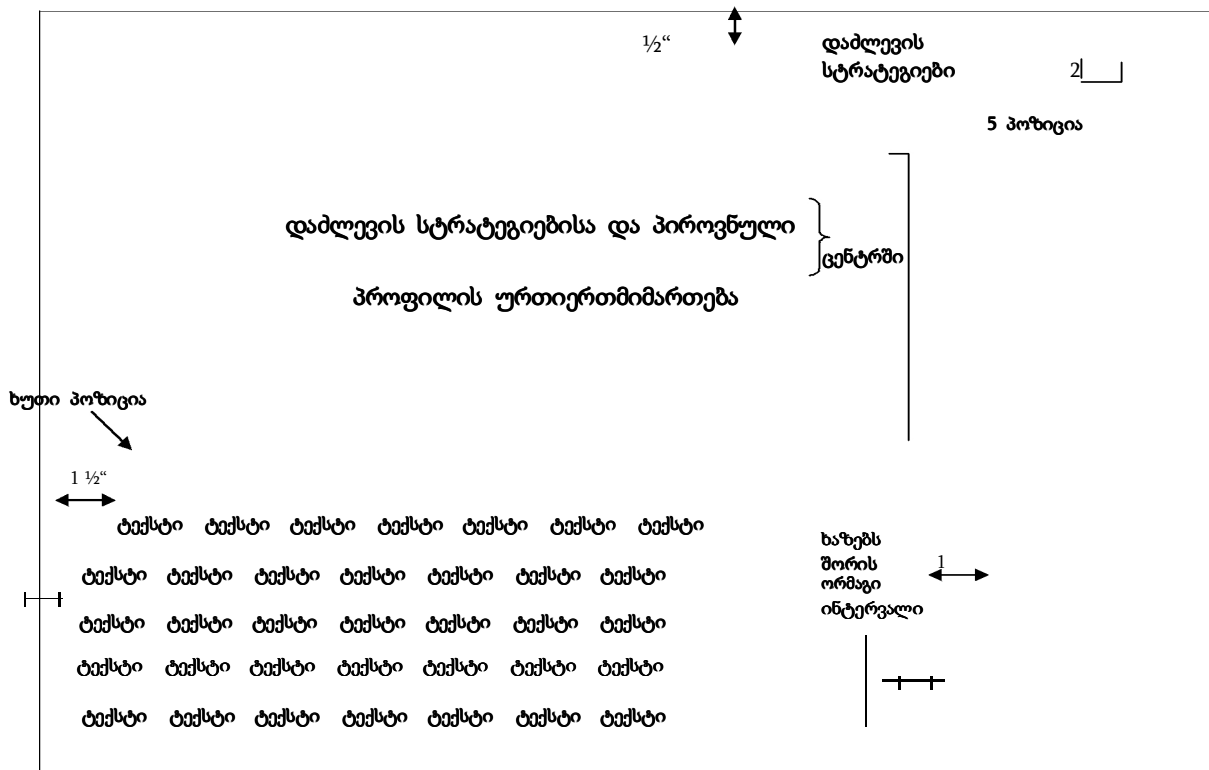 ½“
დაძლევის
სტრატეგიები 2
5 პოზიცია
დაძლევის სტრატეგიებისა და პიროვნული
ცენტრში
პროფილის ურთიერთმიმართება
ხუთი პოზიცია
1 ½“
ტექსტი ტექსტი ტექსტი ტექსტი ტექსტი ტექსტი ტექსტი
ტექსტი ტექსტი ტექსტი ტექსტი ტექსტი ტექსტი ტექსტი
ტექსტი ტექსტი ტექსტი ტექსტი ტექსტი ტექსტი ტექსტი
ტექსტი ტექსტი ტექსტი ტექსტი ტექსტი ტექსტი ტექსტი
ტექსტი ტექსტი ტექსტი ტექსტი ტექსტი ტექსტი ტექსტი
ხაზებს
შორის
ორმაგი
ინტერვალი
1